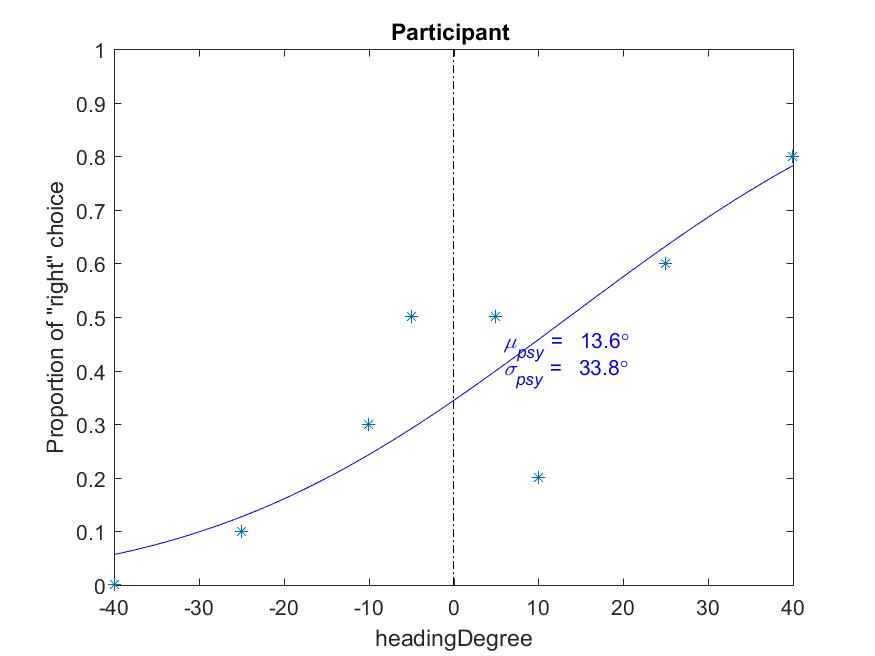 Participant
1
0.9
0.8
0.7
0.6
0.5
0.4
0.3
0.2
0.1
0
Proportion of "right" choice
μpsy = 13.6°
σpsy = 33.8°
-40 -30 -20 -10 0 10 20 30 40
headingDegree